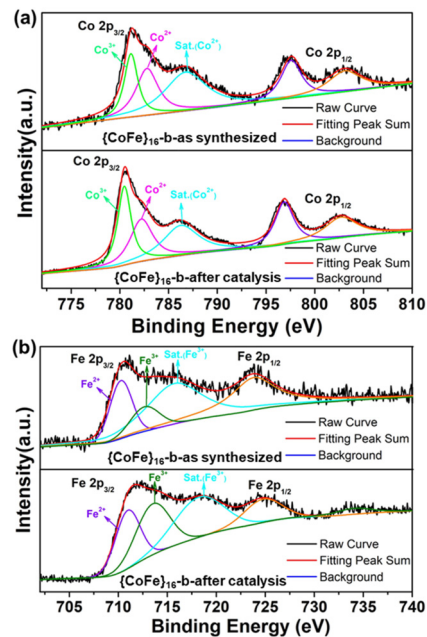 (a)
Co 2p3/2
Co3+
Co2+
Sat.(Co2+)
Co 2p1/2
{CoFe}16-b-as synthesized
Raw Curve
Fitting Peak Sum
Background
Co 2p3/2
Co3+
Co2+
Sat.(Co2+)
Co 2p1/2
{CoFe}16-b-after catalysis
Raw Curve
Fitting Peak Sum
Background
Intensity(a.u.)
775 780 785 790 795 800 805 810
Binding Energy (eV)
(b)
Fe 2p3/2
Fe2+
Fe3+
Sat.(Fe3+)
Fe 2p1/2
{CoFe}16-b-as synthesized
Raw Curve
Fitting Peak Sum
Background
Fe 2p3/2
Fe2+
Fe3+
Sat.(Fe3+)
Fe 2p1/2
{CoFe}16-b-after catalysis
Raw Curve
Fitting Peak Sum
Background
Intensity(a.u.)
705 710 715 720 725 730 735 740
Binding Energy (eV)